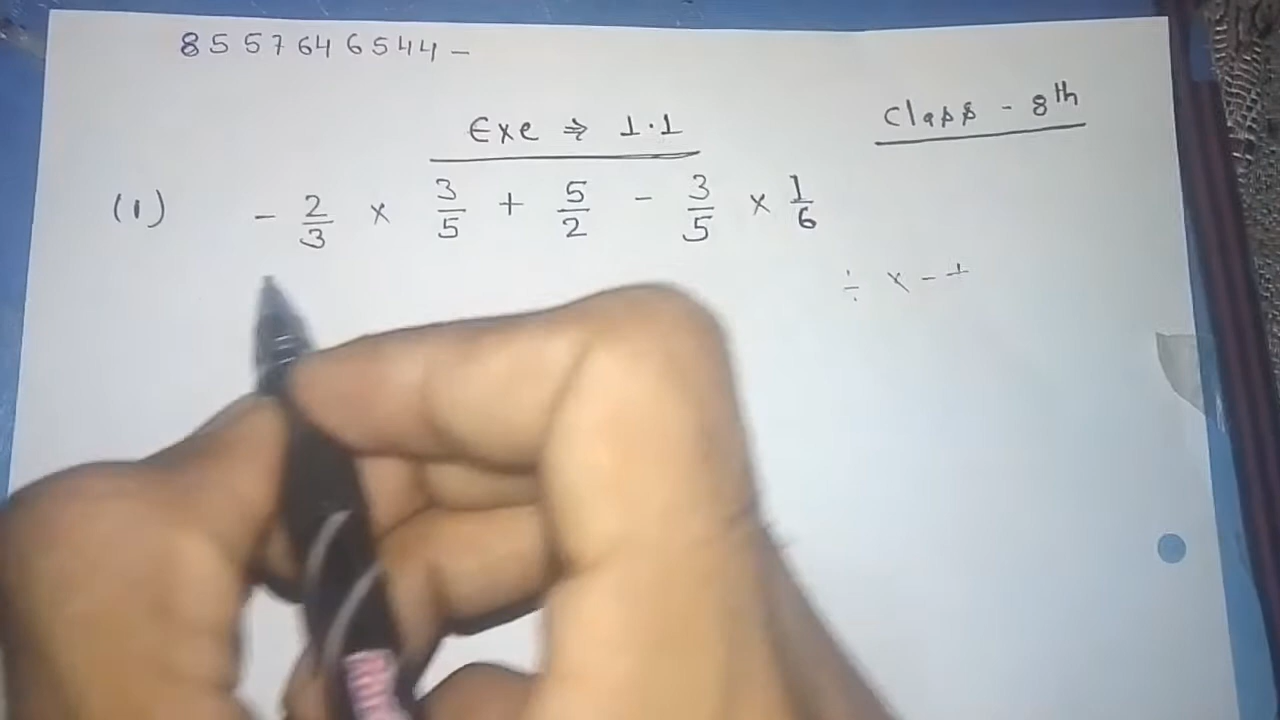 8557646544-
Class - 8th
Exe ⇒ 1.1
(1) - 2/3 × 3/5 + 5/2 - 3/5 × 1/6
÷ × - +